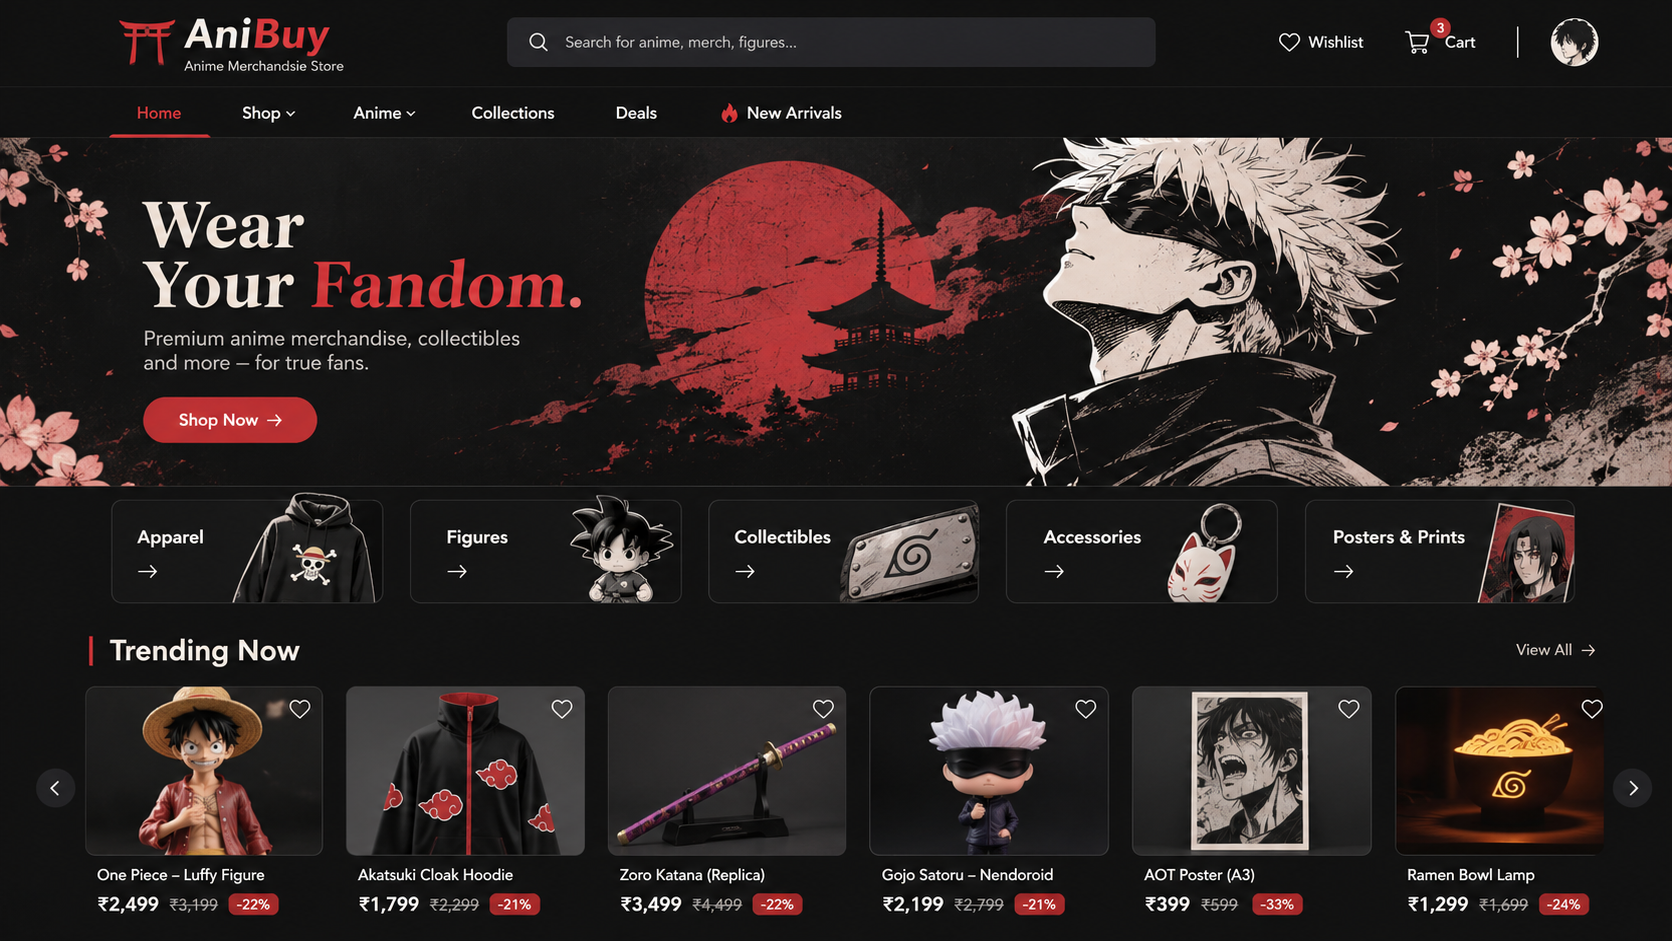 AniBuy
Anime Merchandsie Store
Search for anime, merch, figures...
Wishlist
3
Cart
Home
Shop
Anime
Collections
Deals
New Arrivals
Wear
Your Fandom.
Premium anime merchandise, collectibles
and more – for true fans.
Shop Now →
Apparel
→
Figures
→
Collectibles
→
Accessories
→
Posters & Prints
→
Trending Now
View All →
One Piece – Luffy Figure
₹2,499 ₹3,199 -22%
Akatsuki Cloak Hoodie
₹1,799 ₹2,299 -21%
Zoro Katana (Replica)
₹3,499 ₹4,499 -22%
Gojo Satoru – Nendoroid
₹2,199 ₹2,799 -21%
AOT Poster (A3)
₹399 ₹599 -33%
Ramen Bowl Lamp
₹1,299 ₹1,699 -24%